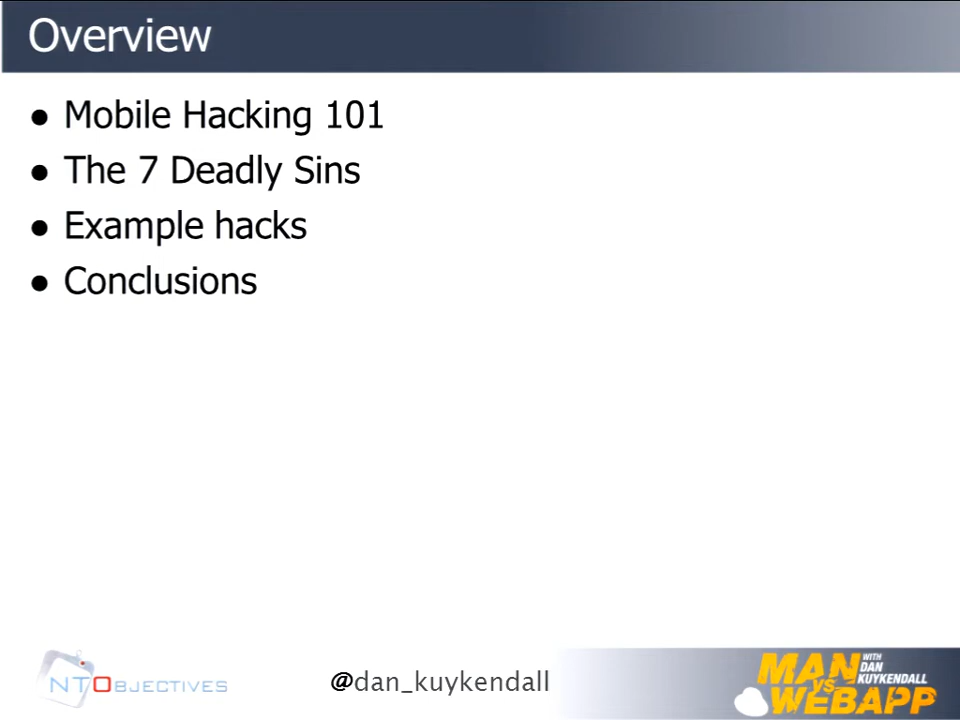 Overview
● Mobile Hacking 101
● The 7 Deadly Sins
● Example hacks
● Conclusions
NTOBJECTIVES
@dan_kuykendall
MAN WITH DAN KUYKENDALL
VS
WEBAPP